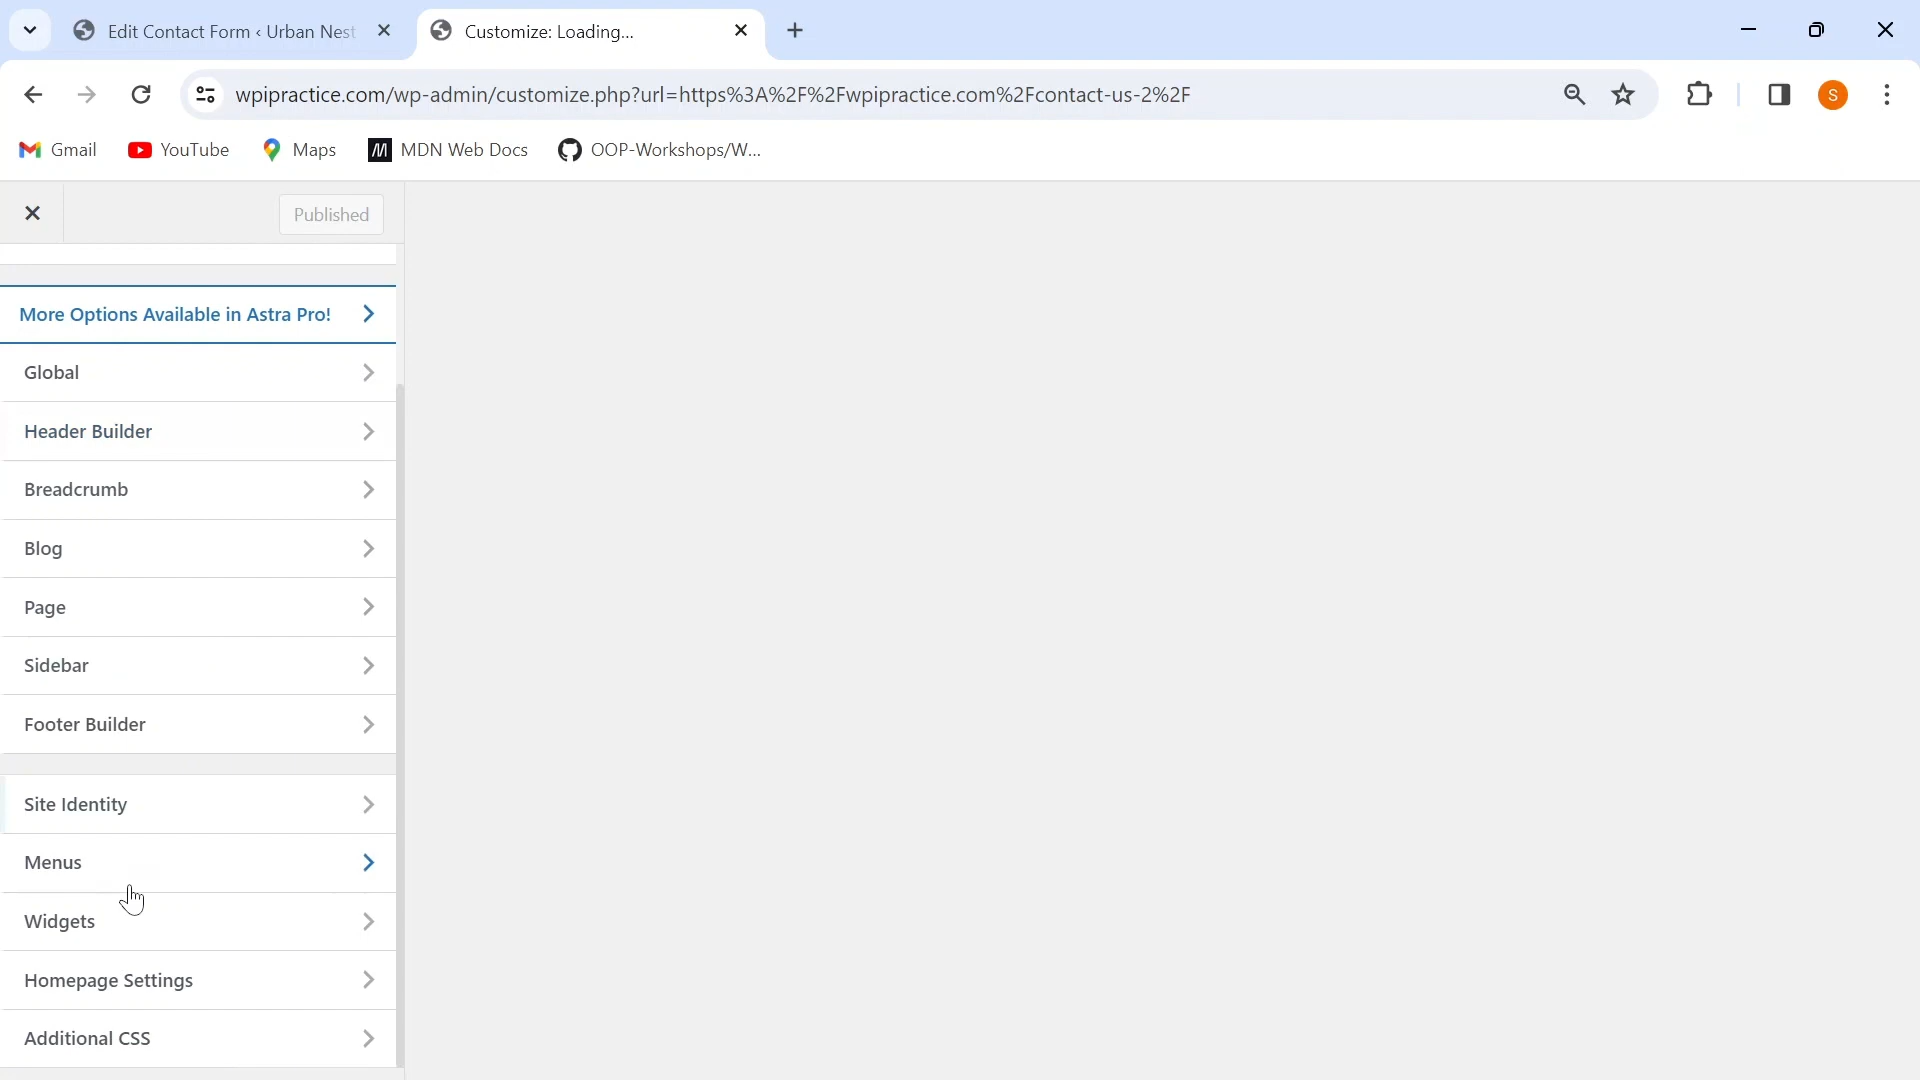 Edit Contact Form ‹ Urban Nest
Customize: Loading...
wpipractice.com/wp-admin/customize.php?url=https%3A%2F%2Fwpipractice.com%2Fcontact-us-2%2F
S
Gmail
YouTube
Maps
M
MDN Web Docs
OOP-Workshops/W...
Published
More Options Available in Astra Pro!
Global
Header Builder
Breadcrumb
Blog
Page
Sidebar
Footer Builder
Site Identity
Menus
Widgets
Homepage Settings
Additional CSS